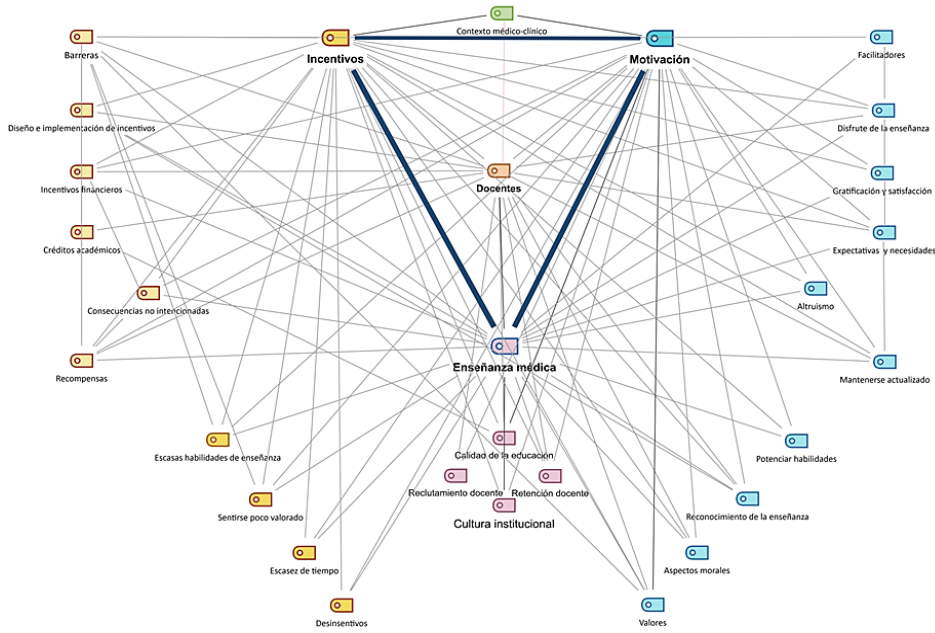 Contexto médico-clínico
Barreras
Incentivos
Motivación
Facilitadores
Diseño e implementación de incentivos
Disfrute de la enseñanza
Incentivos financieros
Docentes
Gratificación y satisfacción
Créditos académicos
Expectativas y necesidades
Consecuencias no intencionadas
Altruismo
Recompensas
Enseñanza médica
Mantenerse actualizado
Escasas habilidades de enseñanza
Calidad de la educación
Potenciar habilidades
Reclutamiento docente
Retención docente
Sentirse poco valorado
Cultura institucional
Reconocimiento de la enseñanza
Escasez de tiempo
Aspectos morales
Desinsentivos
Valores